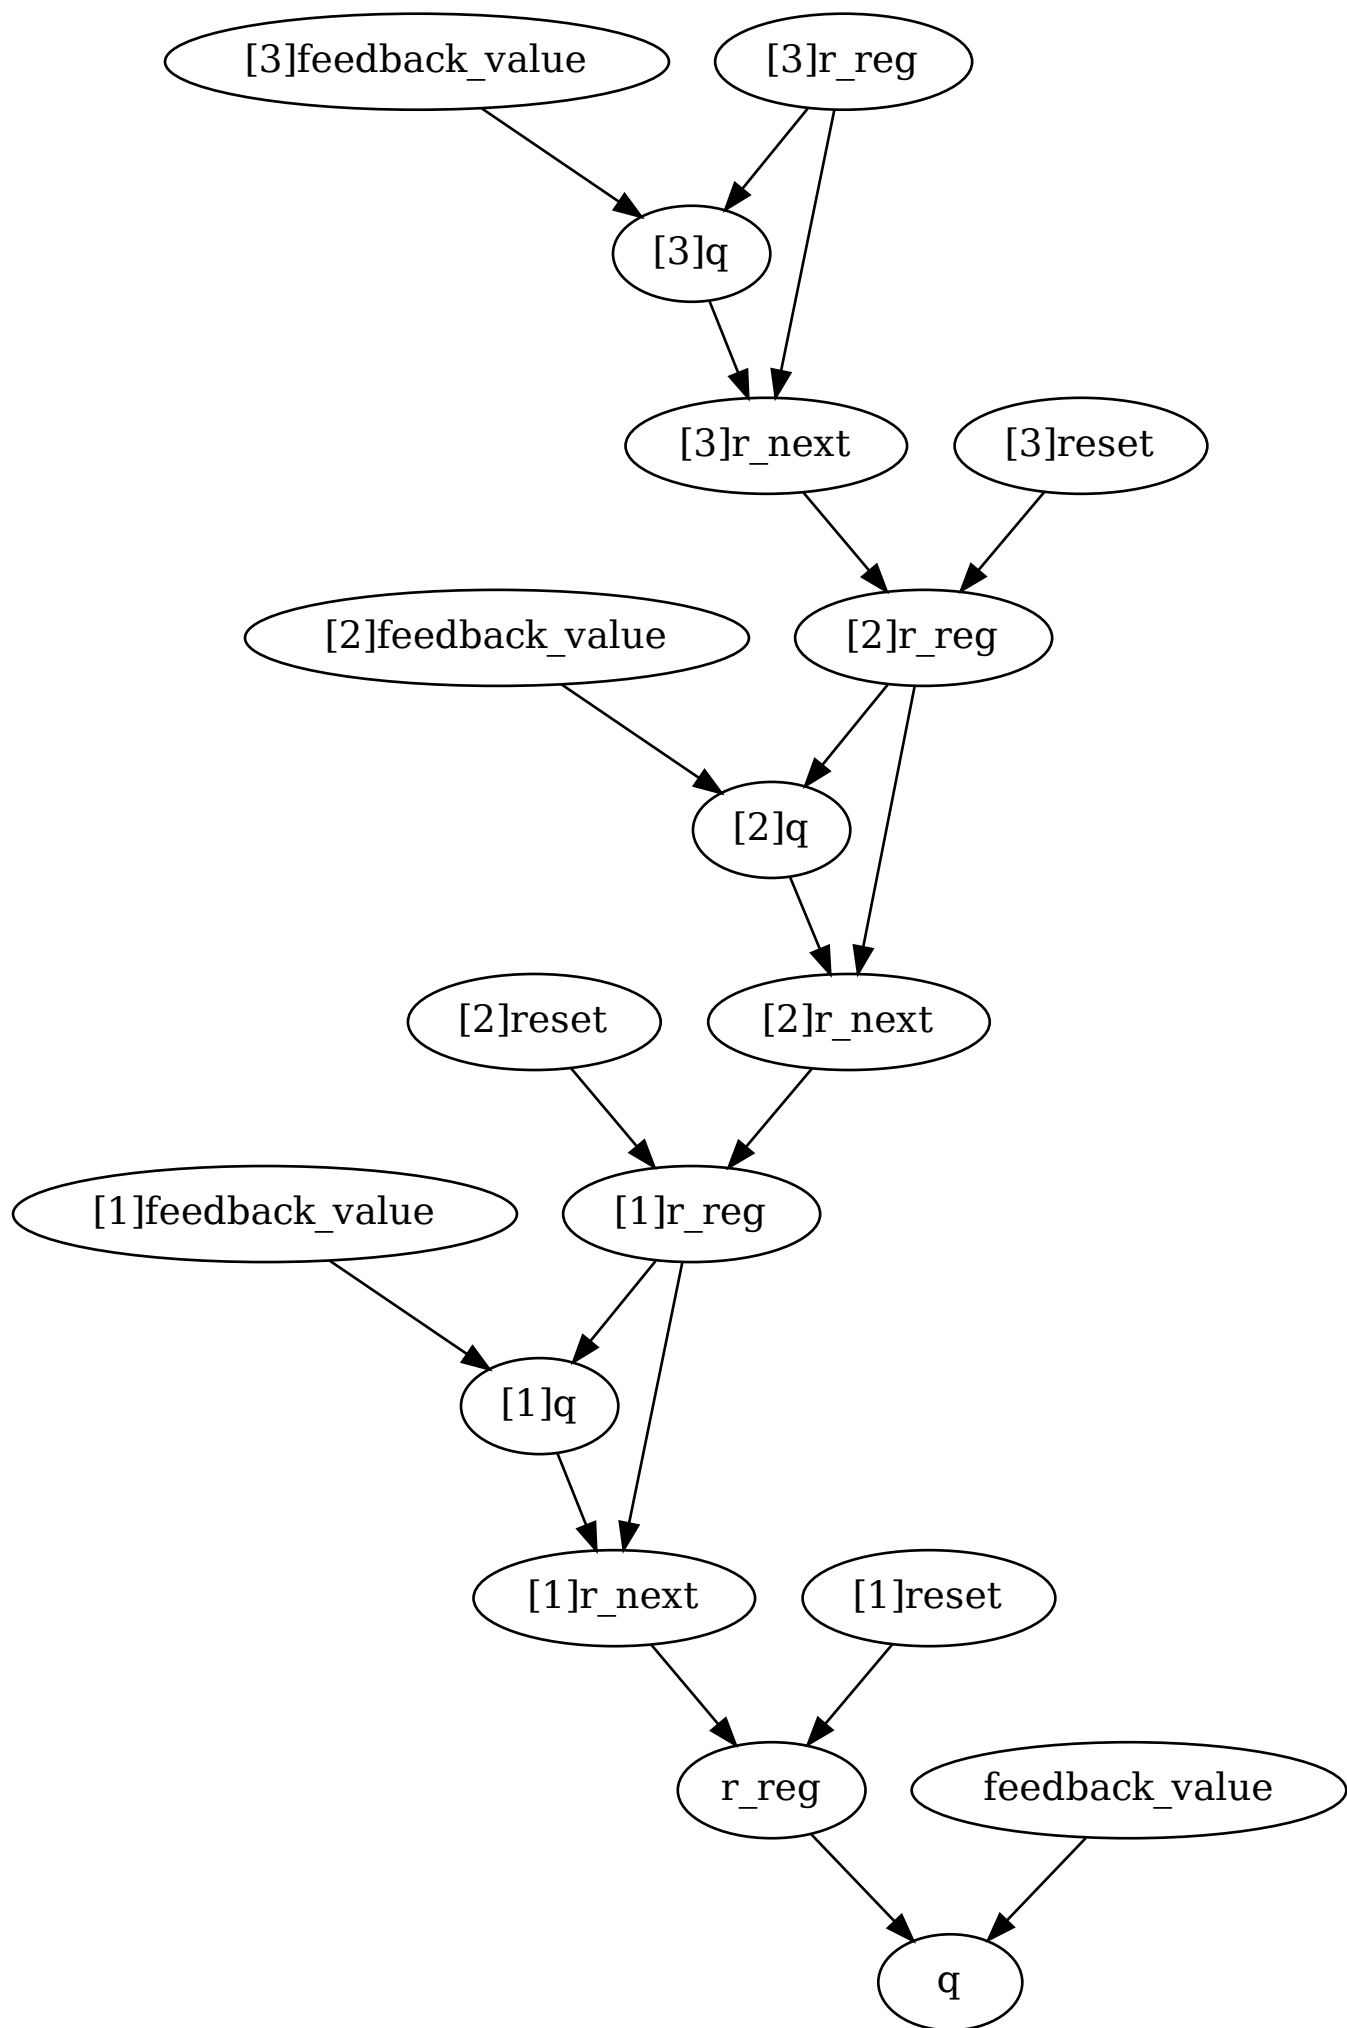 [3]feedback_value
[3]r_reg
[3]q
[3]r_next
[3]reset
[2]feedback_value
[2]r_reg
[2]q
[2]reset
[2]r_next
[1]feedback_value
[1]r_reg
[1]q
[1]r_next
[1]reset
r_reg
feedback_value
q